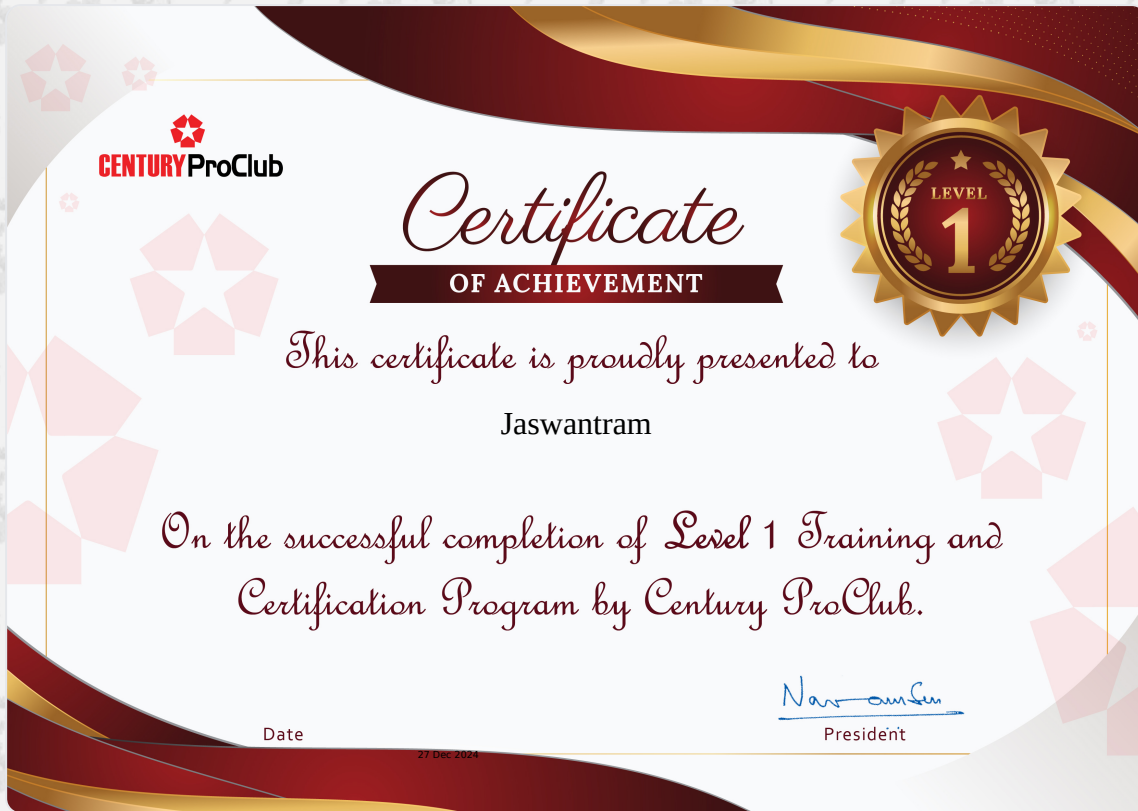 CENTURY ProClub
LEVEL
1
Certificate
OF ACHIEVEMENT
This certificate is proudly presented to
Jaswantram
On the successful completion of Level 1 Training and
Certification Program by Century ProClub.
Date
President
27 Dec 2024